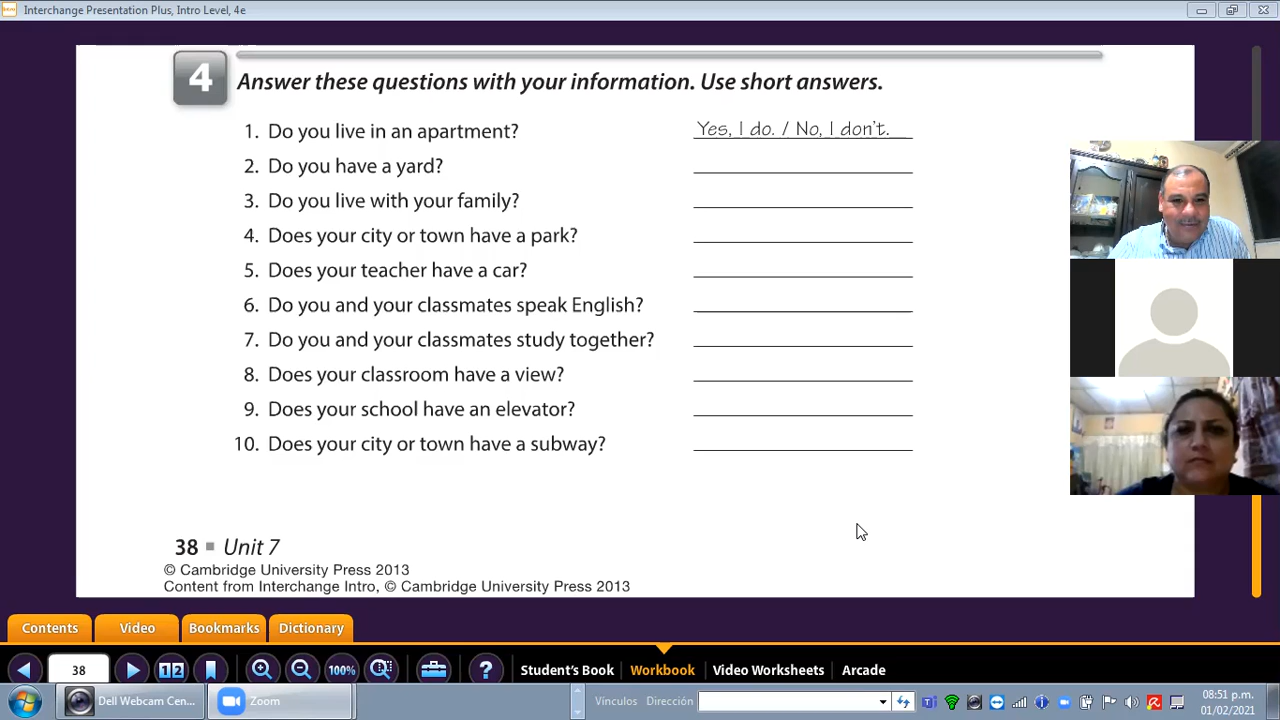 Interchange Presentation Plus, Intro Level, 4e
4 Answer these questions with your information. Use short answers.
1. Do you live in an apartment? Yes, I do. / No, I don't.
2. Do you have a yard?
3. Do you live with your family?
4. Does your city or town have a park?
5. Does your teacher have a car?
6. Do you and your classmates speak English?
7. Do you and your classmates study together?
8. Does your classroom have a view?
9. Does your school have an elevator?
10. Does your city or town have a subway?
38 ■ Unit 7
© Cambridge University Press 2013
Content from Interchange Intro, © Cambridge University Press 2013
Contents Video Bookmarks Dictionary
38 12 100% ? Student's Book Workbook Video Worksheets Arcade
Dell Webcam Cen... Zoom Vínculos Dirección 08:51 p.m.
01/02/2021